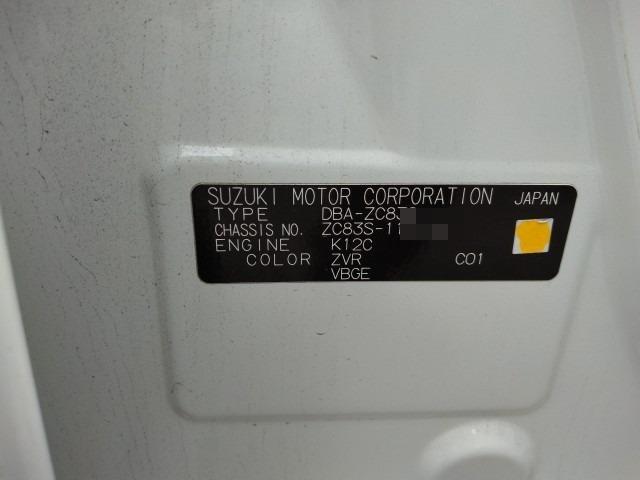 SUZUKI MOTOR CORPORATION JAPAN
TYPE DBA-ZC83
CHASSIS NO. ZC83S-11
ENGINE K12C
COLOR ZVR C01
VBGE